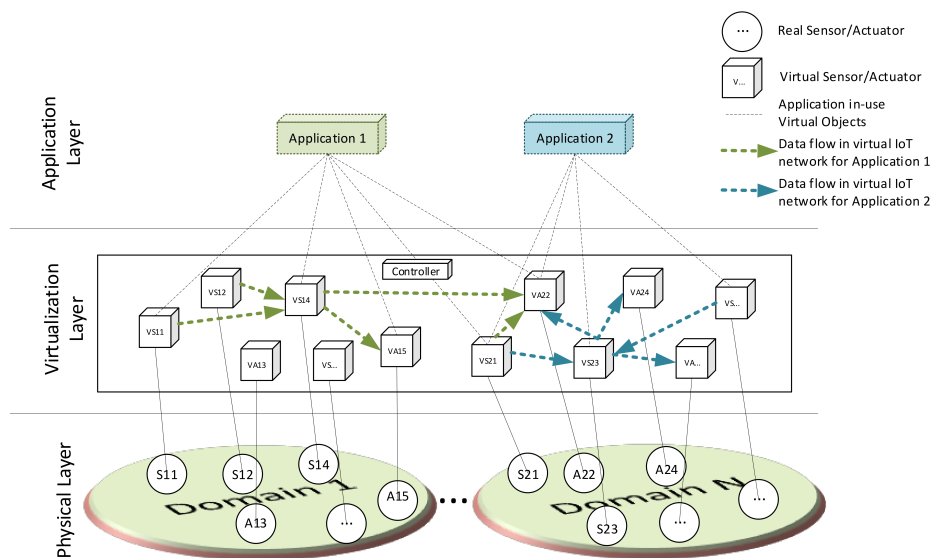 ...
Real Sensor/Actuator
V...
Virtual Sensor/Actuator
Application in-use
Virtual Objects
Data flow in virtual IoT
network for Application 1
Data flow in virtual IoT
network for Application 2
Application
Layer
Application 1
Application 2
Virtualization
Layer
Controller
VS12
VS14
VA22
VA24
VS...
VS11
VA13
VS...
VA15
VS21
VS23
VA...
Physical Layer
S11
S12
S14
A13
...
A15
Domain 1
...
S21
A22
A24
S23
...
...
Domain N